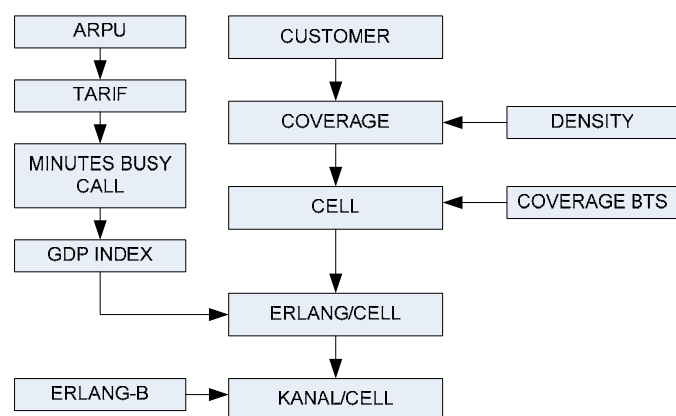 ARPU
CUSTOMER
TARIF
COVERAGE
DENSITY
MINUTES BUSY
CALL
CELL
COVERAGE BTS
GDP INDEX
ERLANG/CELL
ERLANG-B
KANAL/CELL